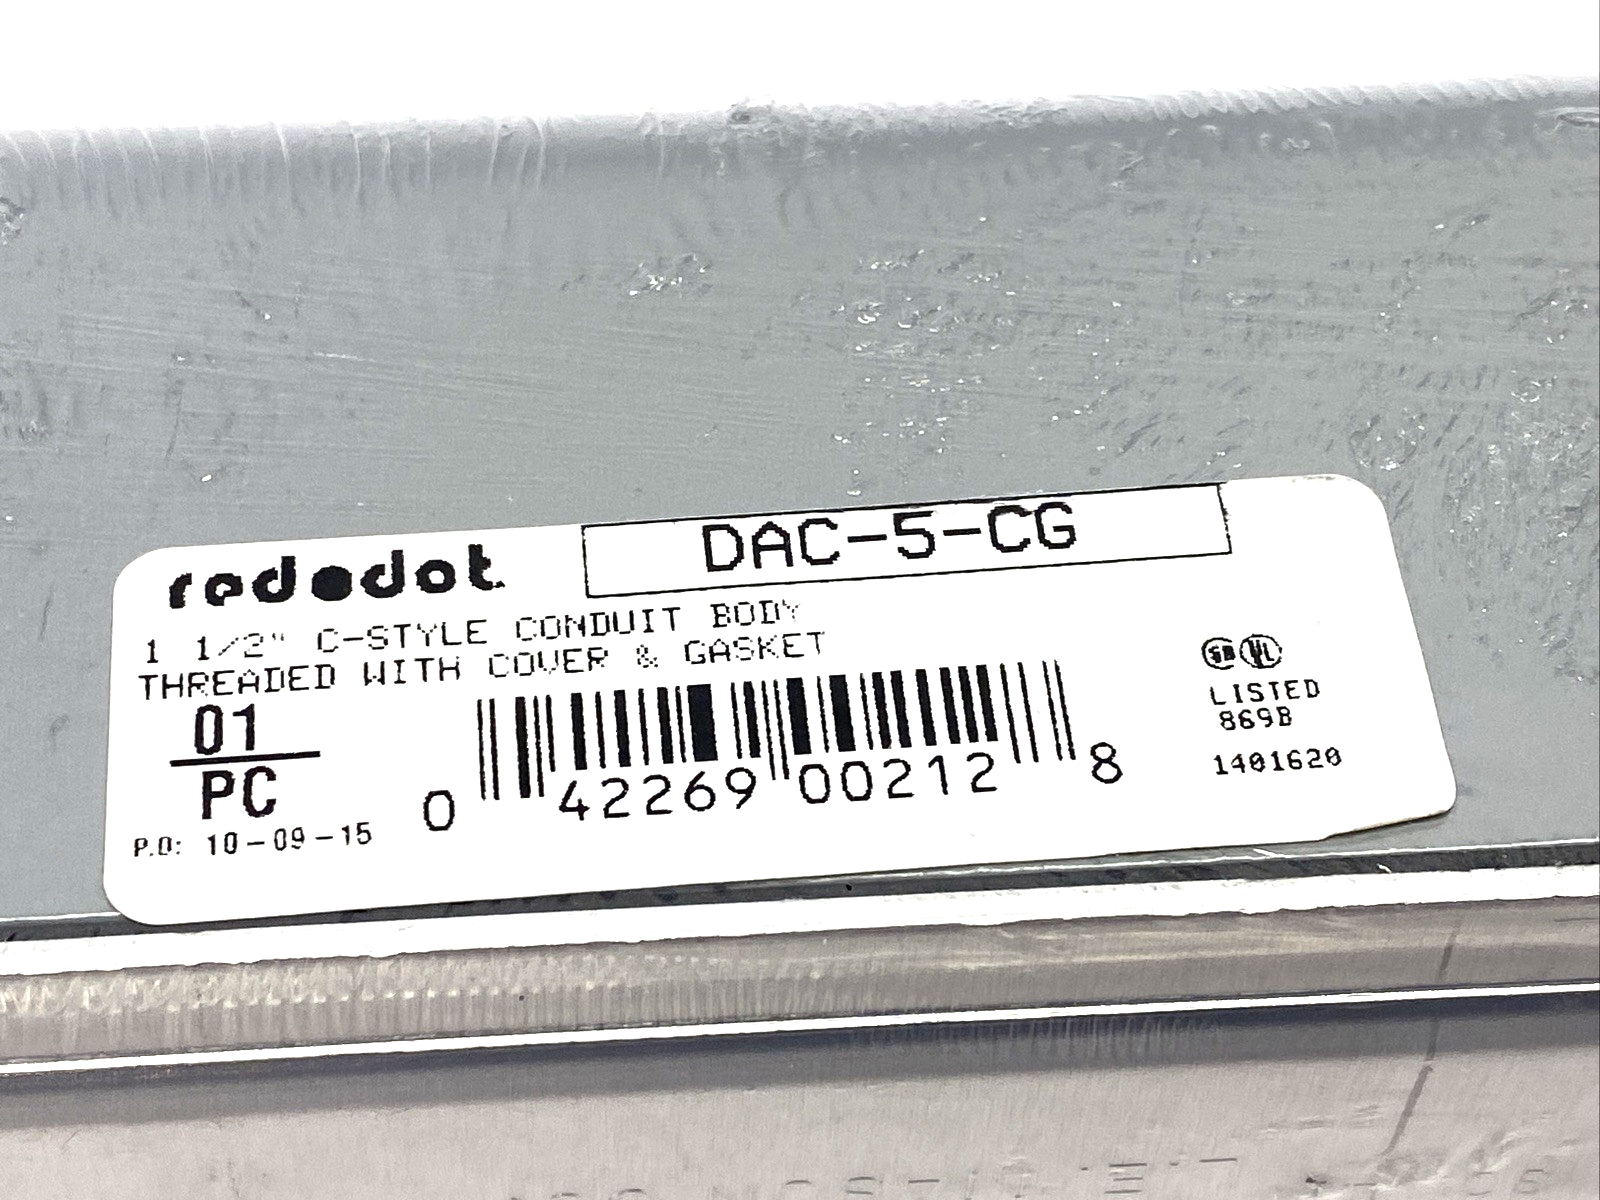 red●dot
DAC-5-CG
1 1/2" C-STYLE CONDUIT BODY
THREADED WITH COVER & GASKET
01
PC
P.O: 10-09-15
0 42269 00212 8
UL
LISTED
869B
1401620